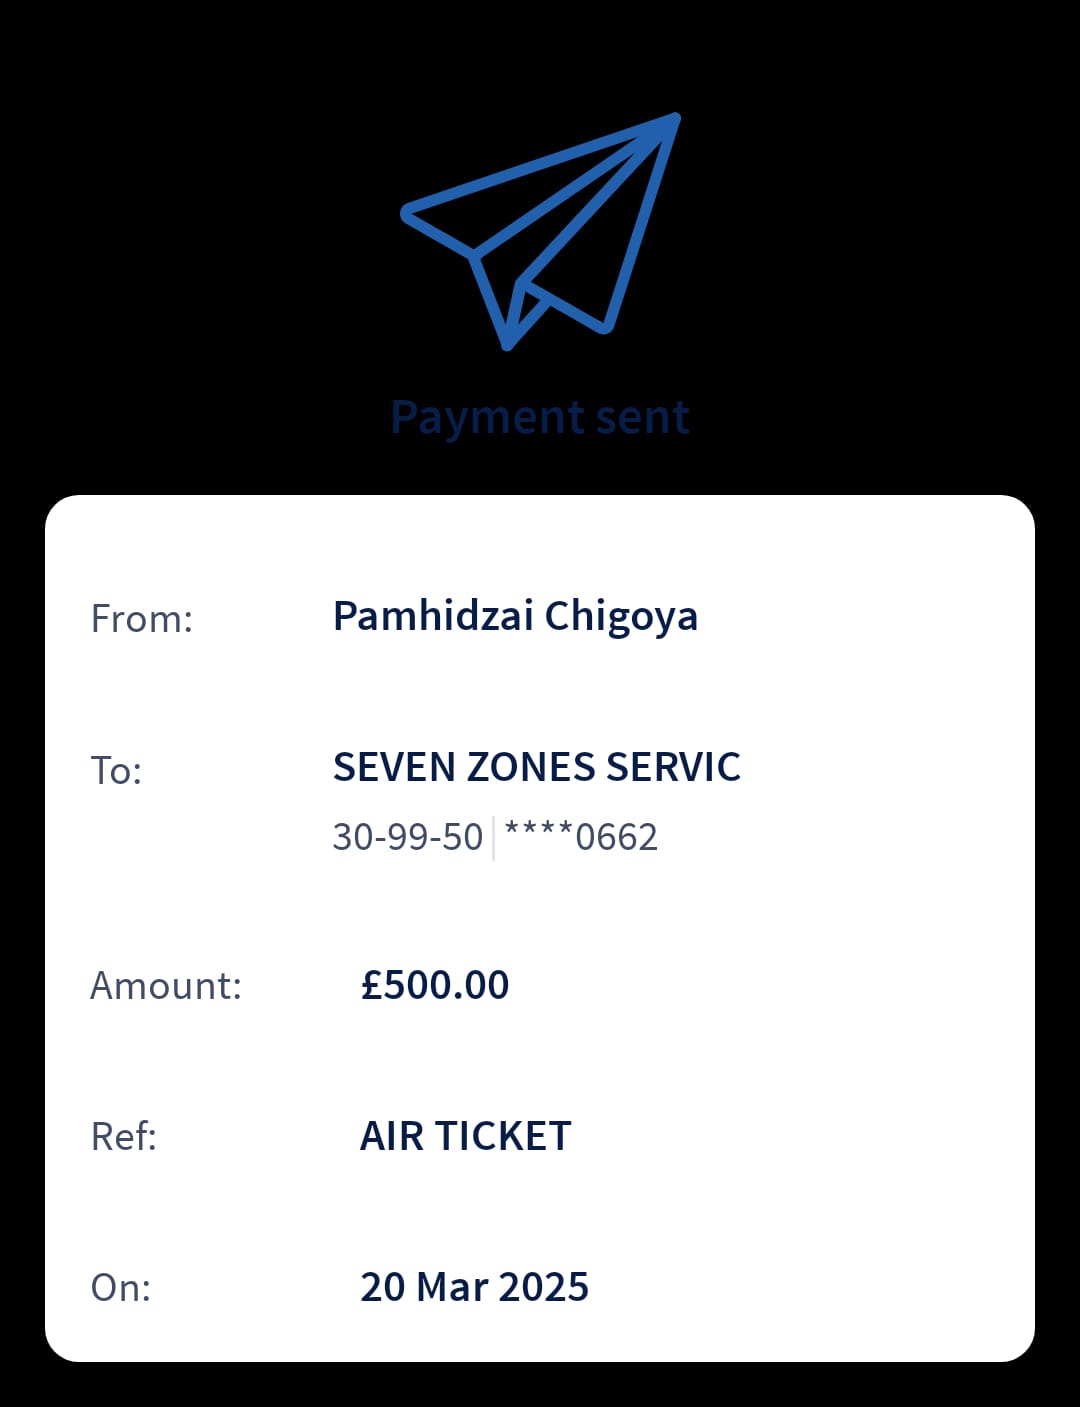 Payment sent
From: Pamhidzai Chigoya
To: SEVEN ZONES SERVIC
30-99-50 ****0662
Amount: £500.00
Ref: AIR TICKET
On: 20 Mar 2025